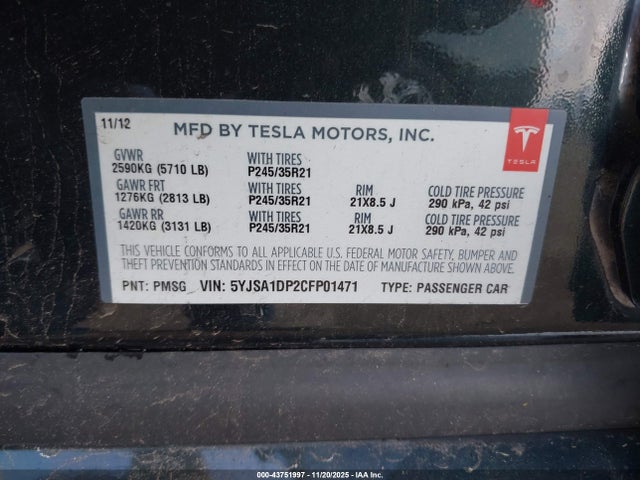 11/12 MFD BY TESLA MOTORS, INC.
TESLA
GVWR WITH TIRES
2590KG (5710 LB) P245/35R21
GAWR FRT WITH TIRES RIM COLD TIRE PRESSURE
1276KG (2813 LB) P245/35R21 21X8.5 J 290 kPa, 42 psi
GAWR RR WITH TIRES RIM COLD TIRE PRESSURE
1420KG (3131 LB) P245/35R21 21X8.5 J 290 kPa, 42 psi
THIS VEHICLE CONFORMS TO ALL APPLICABLE U.S. FEDERAL MOTOR SAFETY, BUMPER AND
THEFT PREVENTION STANDARDS IN EFFECT ON THE DATE OF MANUFACTURE SHOWN ABOVE.
PNT: PMSG VIN: 5YJSA1DP2CFP01471 TYPE: PASSENGER CAR
000-43751997 - 11/20/2025 - IAA Inc.